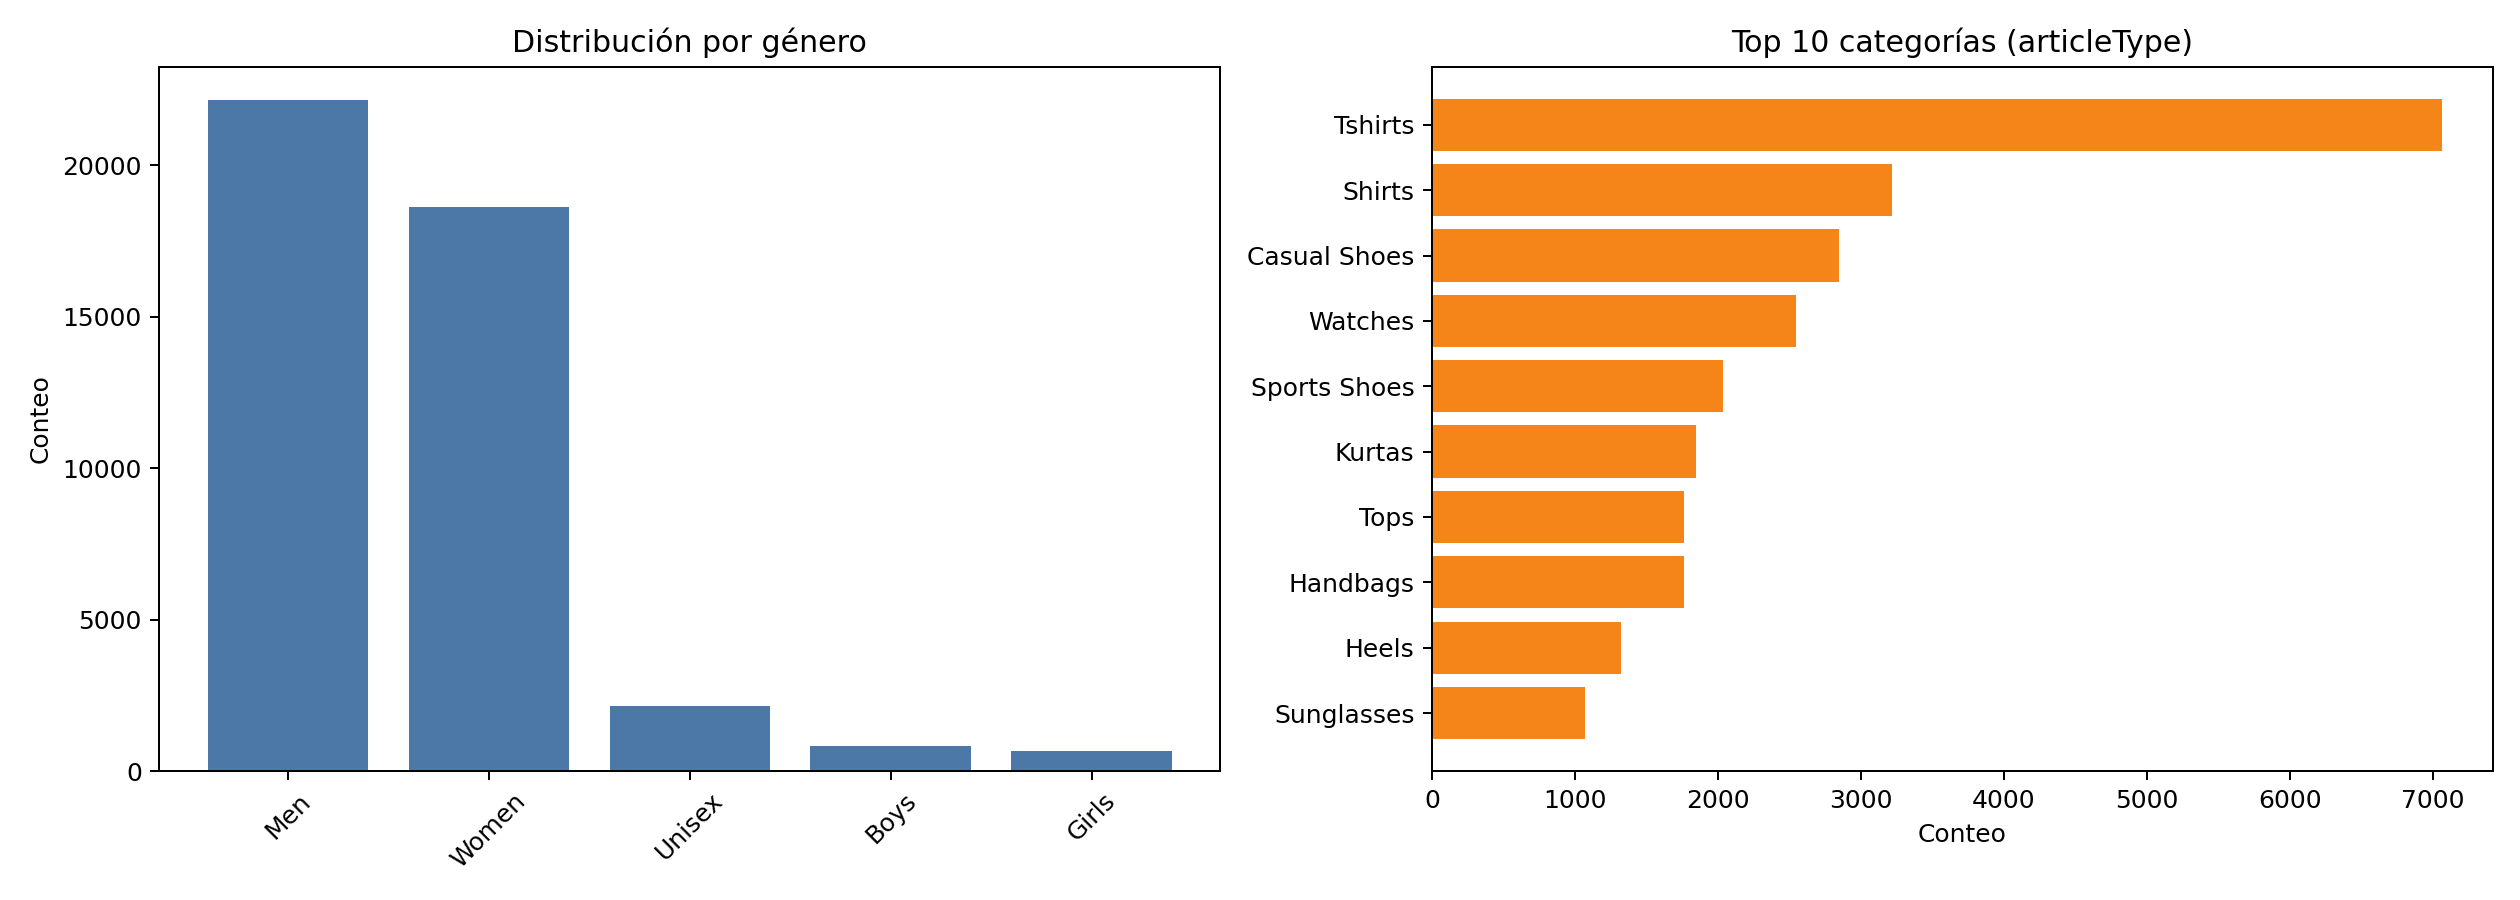 Distribución por género
Conteo
20000
15000
10000
5000
0
Men
Women
Unisex
Boys
Girls
Top 10 categorías (articleType)
Tshirts
Shirts
Casual Shoes
Watches
Sports Shoes
Kurtas
Tops
Handbags
Heels
Sunglasses
0 1000 2000 3000 4000 5000 6000 7000
Conteo